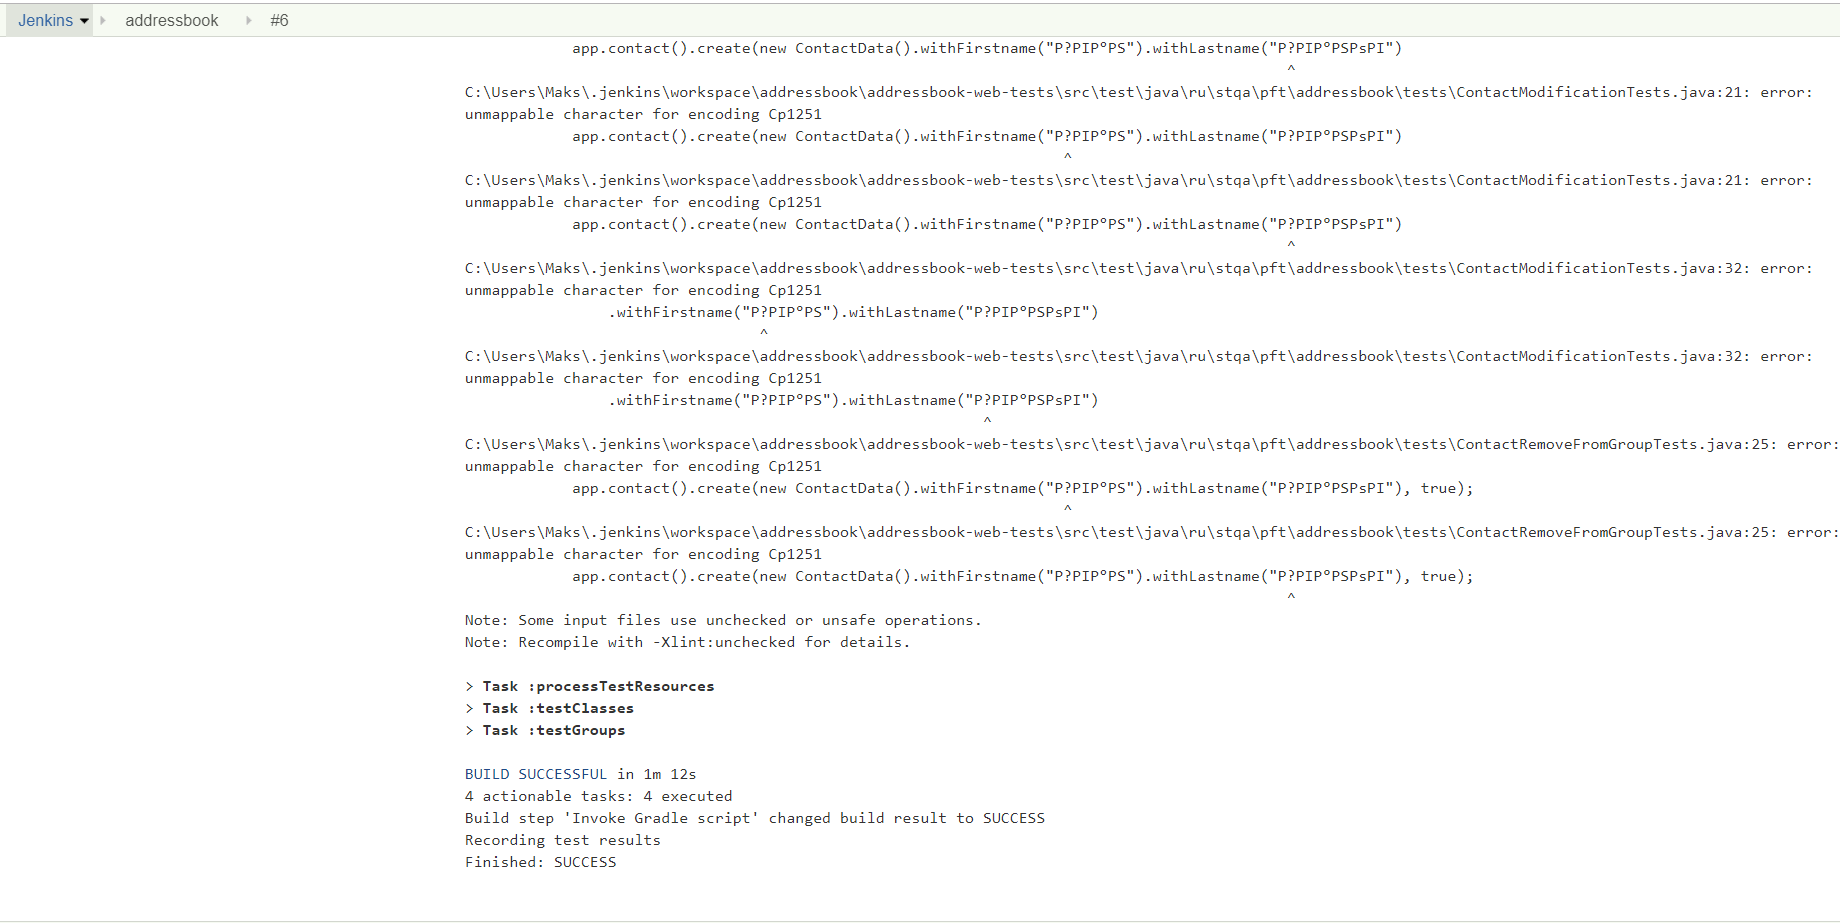 Jenkins addressbook #6
app.contact().create(new ContactData().withFirstname("P?PIP°PS").withLastname("P?PIP°PSPsPI")
^
C:\Users\Maks\.jenkins\workspace\addressbook\addressbook-web-tests\src\test\java\ru\stqa\pft\addressbook\tests\ContactModificationTests.java:21: error:
unmappable character for encoding Cp1251
app.contact().create(new ContactData().withFirstname("P?PIP°PS").withLastname("P?PIP°PSPsPI")
^
C:\Users\Maks\.jenkins\workspace\addressbook\addressbook-web-tests\src\test\java\ru\stqa\pft\addressbook\tests\ContactModificationTests.java:21: error:
unmappable character for encoding Cp1251
app.contact().create(new ContactData().withFirstname("P?PIP°PS").withLastname("P?PIP°PSPsPI")
^
C:\Users\Maks\.jenkins\workspace\addressbook\addressbook-web-tests\src\test\java\ru\stqa\pft\addressbook\tests\ContactModificationTests.java:32: error:
unmappable character for encoding Cp1251
.withFirstname("P?PIP°PS").withLastname("P?PIP°PSPsPI")
^
C:\Users\Maks\.jenkins\workspace\addressbook\addressbook-web-tests\src\test\java\ru\stqa\pft\addressbook\tests\ContactModificationTests.java:32: error:
unmappable character for encoding Cp1251
.withFirstname("P?PIP°PS").withLastname("P?PIP°PSPsPI")
^
C:\Users\Maks\.jenkins\workspace\addressbook\addressbook-web-tests\src\test\java\ru\stqa\pft\addressbook\tests\ContactRemoveFromGroupTests.java:25: error:
unmappable character for encoding Cp1251
app.contact().create(new ContactData().withFirstname("P?PIP°PS").withLastname("P?PIP°PSPsPI"), true);
^
C:\Users\Maks\.jenkins\workspace\addressbook\addressbook-web-tests\src\test\java\ru\stqa\pft\addressbook\tests\ContactRemoveFromGroupTests.java:25: error:
unmappable character for encoding Cp1251
app.contact().create(new ContactData().withFirstname("P?PIP°PS").withLastname("P?PIP°PSPsPI"), true);
^
Note: Some input files use unchecked or unsafe operations.
Note: Recompile with -Xlint:unchecked for details.
> Task :processTestResources
> Task :testClasses
> Task :testGroups
BUILD SUCCESSFUL in 1m 12s
4 actionable tasks: 4 executed
Build step 'Invoke Gradle script' changed build result to SUCCESS
Recording test results
Finished: SUCCESS